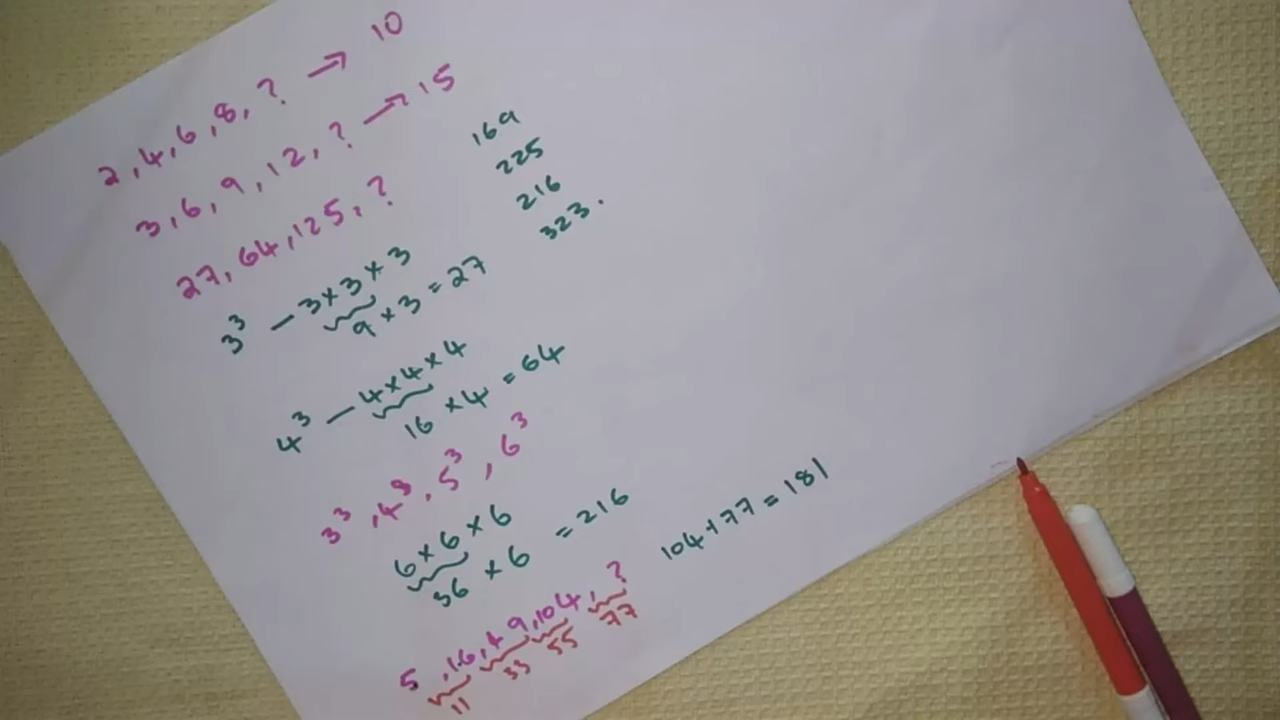 2, 4, 6, 8, ? → 10
3, 6, 9, 12, ? → 15
27, 64, 125, ?
169
225
216
323.
3³ — 3×3×3
9×3=27
4³ — 4×4×4
16×4=64
3³, 4³, 5³, 6³
6×6×6
36×6 = 216
5, 16, 49, 104, ?
11 33 55 77
104+77=181